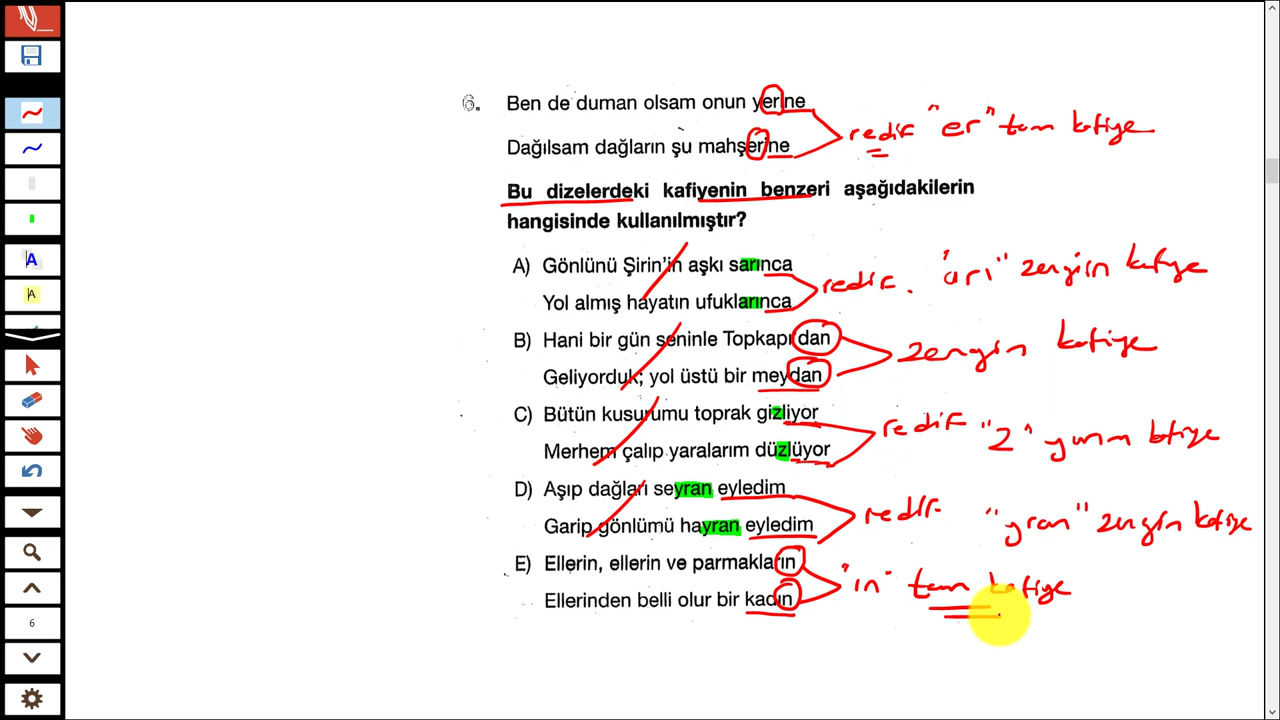 6. Ben de duman olsam onun yerine
Dağılsam dağların şu mahşerine
redif "er" tam kafiye
Bu dizelerdeki kafiyenin benzeri aşağıdakilerin
hangisinde kullanılmıştır?
A) Gönlünü Şirin'in aşkı sarınca
Yol almış hayatın ufuklarınca
redif. "arı" zengin kafiye
B) Hani bir gün seninle Topkapı'dan
Geliyorduk; yol üstü bir meydan
zengin kafiye
C) Bütün kusurumu toprak gizliyor
Merhem çalıp yaralarım düzlüyor
redif "z" yarım kafiye
D) Aşıp dağları seyran eyledim
Garip gönlümü hayran eyledim
redif "yran" zengin kafiye
E) Ellerin, ellerin ve parmakların
Ellerinden belli olur bir kadın
"ın" tam kafiye
A
A
6